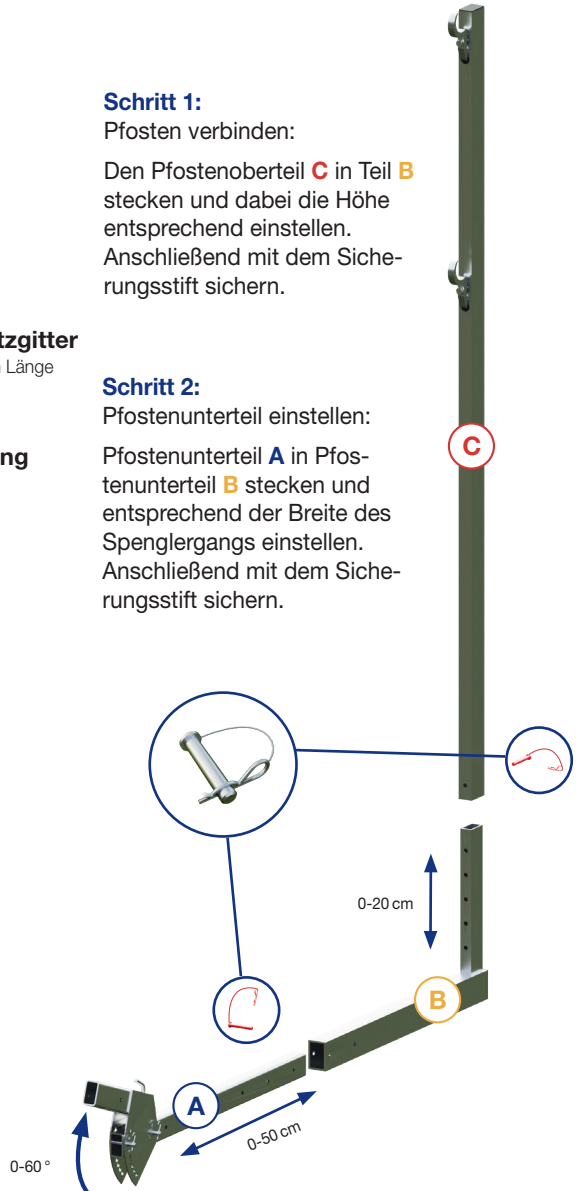 Schritt 1:
Pfosten verbinden:
Den Pfostenoberteil C in Teil B
stecken und dabei die Höhe
entsprechend einstellen.
Anschließend mit dem Siche-
rungsstift sichern.
tzgitter
Länge
ng
Schritt 2:
Pfostenunterteil einstellen:
Pfostenunterteil A in Pfos-
tenunterteil B stecken und
entsprechend der Breite des
Spenglergangs einstellen.
Anschließend mit dem Siche-
rungsstift sichern.
C
0-20 cm
B
A
0-50 cm
0-60 °